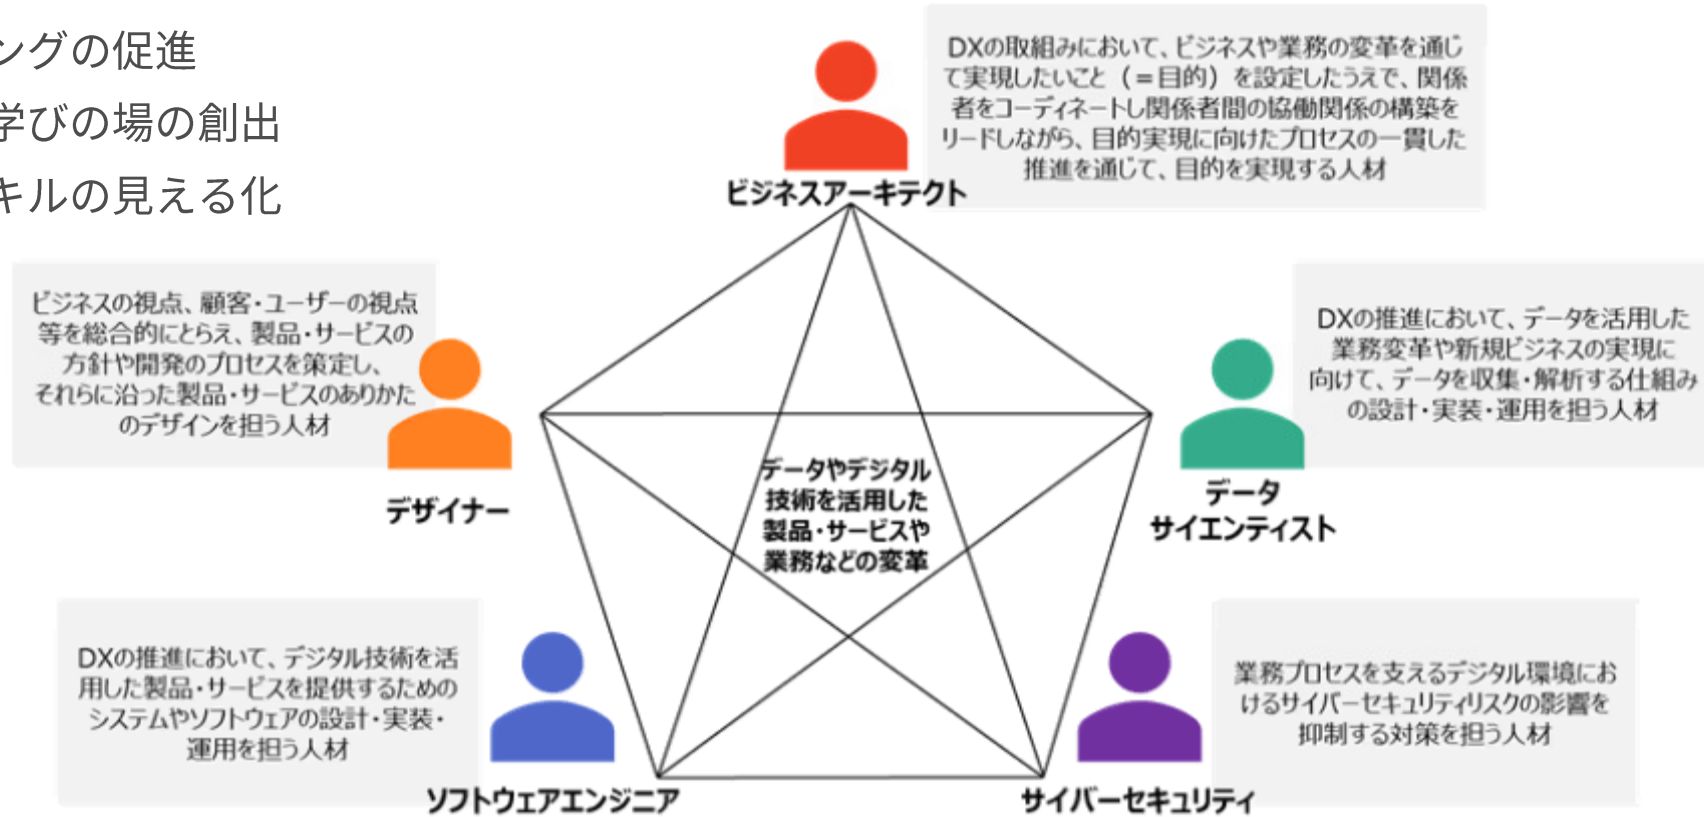 ングの促進
学びの場の創出
キルの見える化
DXの取組みにおいて、ビジネスや業務の変革を通じ
て実現したいこと（＝目的）を設定したうえで、関係
者をコーディネートし関係者間の協働関係の構築を
リードしながら、目的実現に向けたプロセスの一貫した
推進を通じて、目的を実現する人材
ビジネスアーキテクト
ビジネスの視点、顧客・ユーザーの視点
等を総合的にとらえ、製品・サービスの
方針や開発のプロセスを策定し、
それらに沿った製品・サービスのありかた
のデザインを担う人材
デザイナー
DXの推進において、データを活用した
業務変革や新規ビジネスの実現に
向けて、データを収集・解析する仕組み
の設計・実装・運用を担う人材
データ
サイエンティスト
データやデジタル
技術を活用した
製品・サービスや
業務などの変革
DXの推進において、デジタル技術を活
用した製品・サービスを提供するための
システムやソフトウェアの設計・実装・
運用を担う人材
ソフトウェアエンジニア
業務プロセスを支えるデジタル環境にお
けるサイバーセキュリティリスクの影響を
抑制する対策を担う人材
サイバーセキュリティ